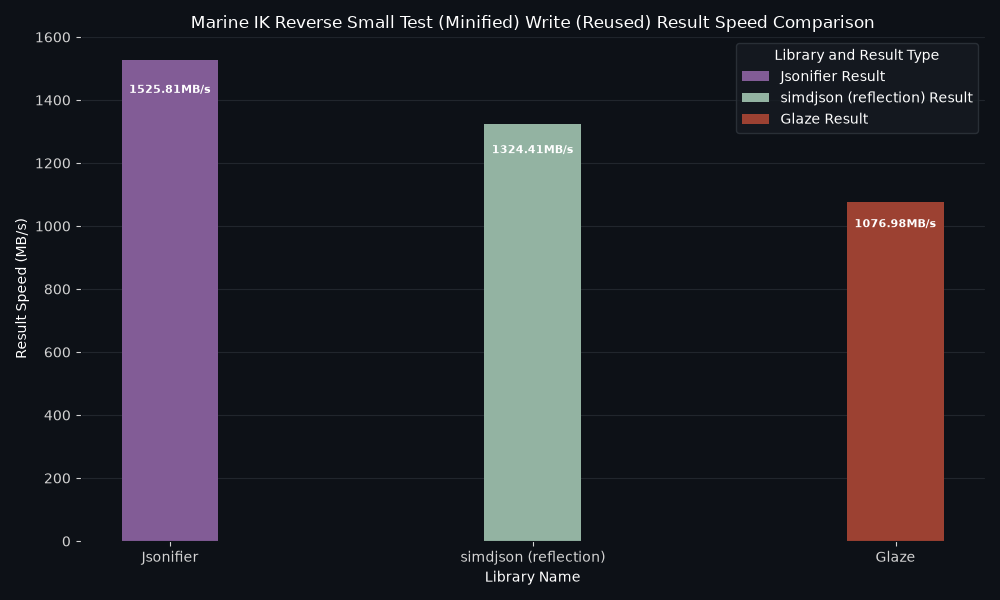 Marine IK Reverse Small Test (Minified) Write (Reused) Result Speed Comparison
Library and Result Type
Jsonifier Result
simdjson (reflection) Result
Glaze Result
Result Speed (MB/s)
1600
1400
1200
1000
800
600
400
200
0
1525.81MB/s
1324.41MB/s
1076.98MB/s
Jsonifier
simdjson (reflection)
Glaze
Library Name